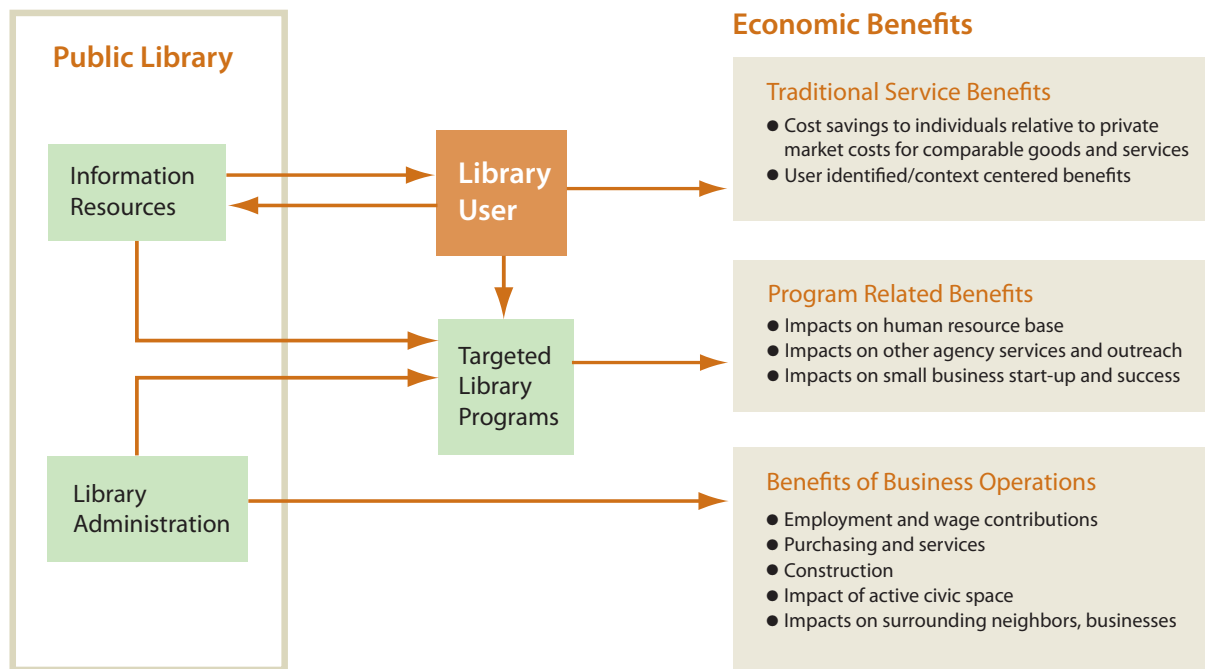 Public Library
Information
Resources
Library
User
Targeted
Library
Programs
Library
Administration
Economic Benefits
Traditional Service Benefits
● Cost savings to individuals relative to private
market costs for comparable goods and services
● User identified/context centered benefits
Program Related Benefits
● Impacts on human resource base
● Impacts on other agency services and outreach
● Impacts on small business start-up and success
Benefits of Business Operations
● Employment and wage contributions
● Purchasing and services
● Construction
● Impact of active civic space
● Impacts on surrounding neighbors, businesses